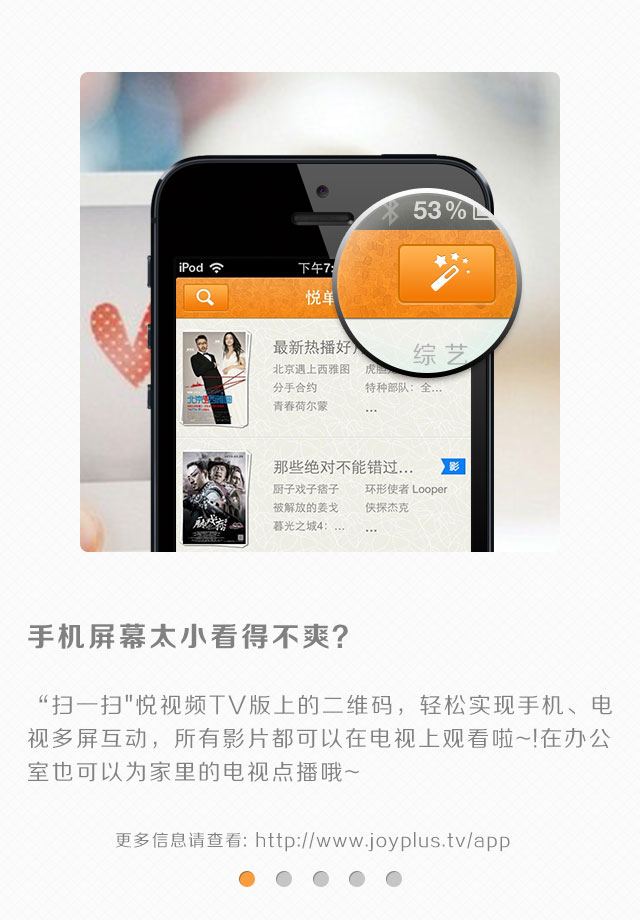 53%
iPod 下午7:
悦单
综艺
最新热播好
北京遇上西雅图 虎胆
分手合约 特种部队：全...
青春荷尔蒙 ...
那些绝对不能错过... 影
厨子戏子痞子 环形使者 Looper
被解放的姜戈 侠探杰克
暮光之城4：... ...
手机屏幕太小看得不爽？
“扫一扫"悦视频TV版上的二维码，轻松实现手机、电
视多屏互动，所有影片都可以在电视上观看啦~!在办公
室也可以为家里的电视点播哦~
更多信息请查看: http://www.joyplus.tv/app